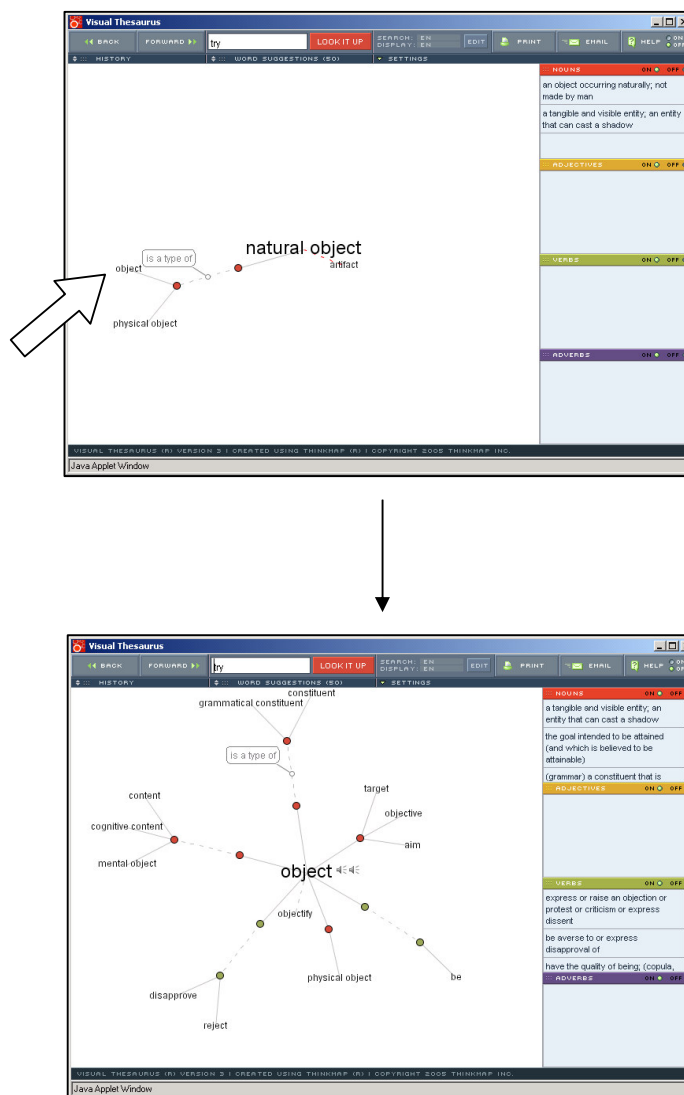 Visual Thesaurus
BACK FORWARD try LOOK IT UP SEARCH: EN DISPLAY: EN EDIT PRINT EMAIL HELP ON OFF
HISTORY WORD SUGGESTIONS (50) SETTINGS
NOUNS ON OFF
an object occurring naturally; not
made by man
a tangible and visible entity; an entity
that can cast a shadow
ADJECTIVES ON OFF
natural object
is a type of
artifact
object
VERBS ON OFF
physical object
ADVERBS ON OFF
VISUAL THESAURUS (R) VERSION 3 | CREATED USING THINKMAP (R) | COPYRIGHT 2005 THINKMAP INC.
Java Applet Window
Visual Thesaurus
BACK FORWARD try LOOK IT UP SEARCH: EN DISPLAY: EN EDIT PRINT EMAIL HELP ON OFF
HISTORY WORD SUGGESTIONS (50) SETTINGS
NOUNS ON OFF
a tangible and visible entity; an
entity that can cast a shadow
the goal intended to be attained
(and which is believed to be
attainable)
(grammar) a constituent that is
ADJECTIVES ON OFF
constituent
grammatical constituent
is a type of
target
content
objective
cognitive content
aim
mental object
object
objectify
physical object
be
disapprove
reject
VERBS ON OFF
express or raise an objection or
protest or criticism or express
dissent
be averse to or express
disapproval of
have the quality of being; (copula,
ADVERBS ON OFF
VISUAL THESAURUS (R) VERSION 3 | CREATED USING THINKMAP (R) | COPYRIGHT 2005 THINKMAP INC.
Java Applet Window